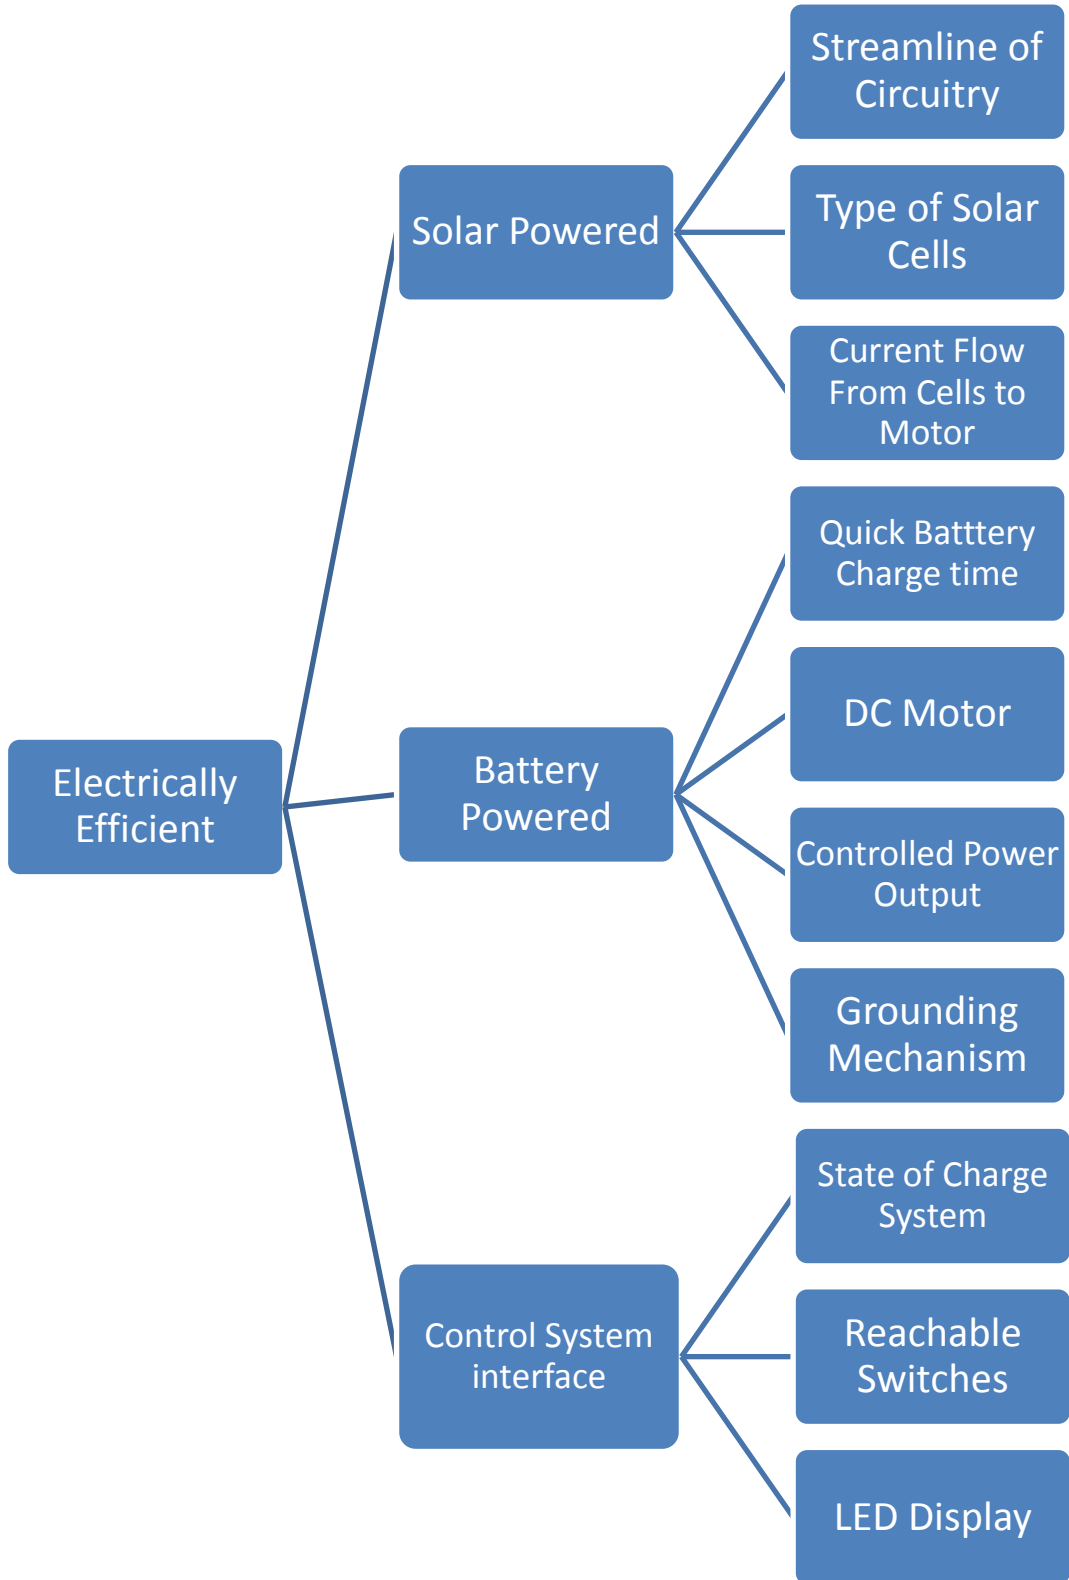 Electrically
Efficient
Solar Powered
Streamline of
Circuitry
Type of Solar
Cells
Current Flow
From Cells to
Motor
Battery
Powered
Quick Batttery
Charge time
DC Motor
Controlled Power
Output
Grounding
Mechanism
Control System
interface
State of Charge
System
Reachable
Switches
LED Display